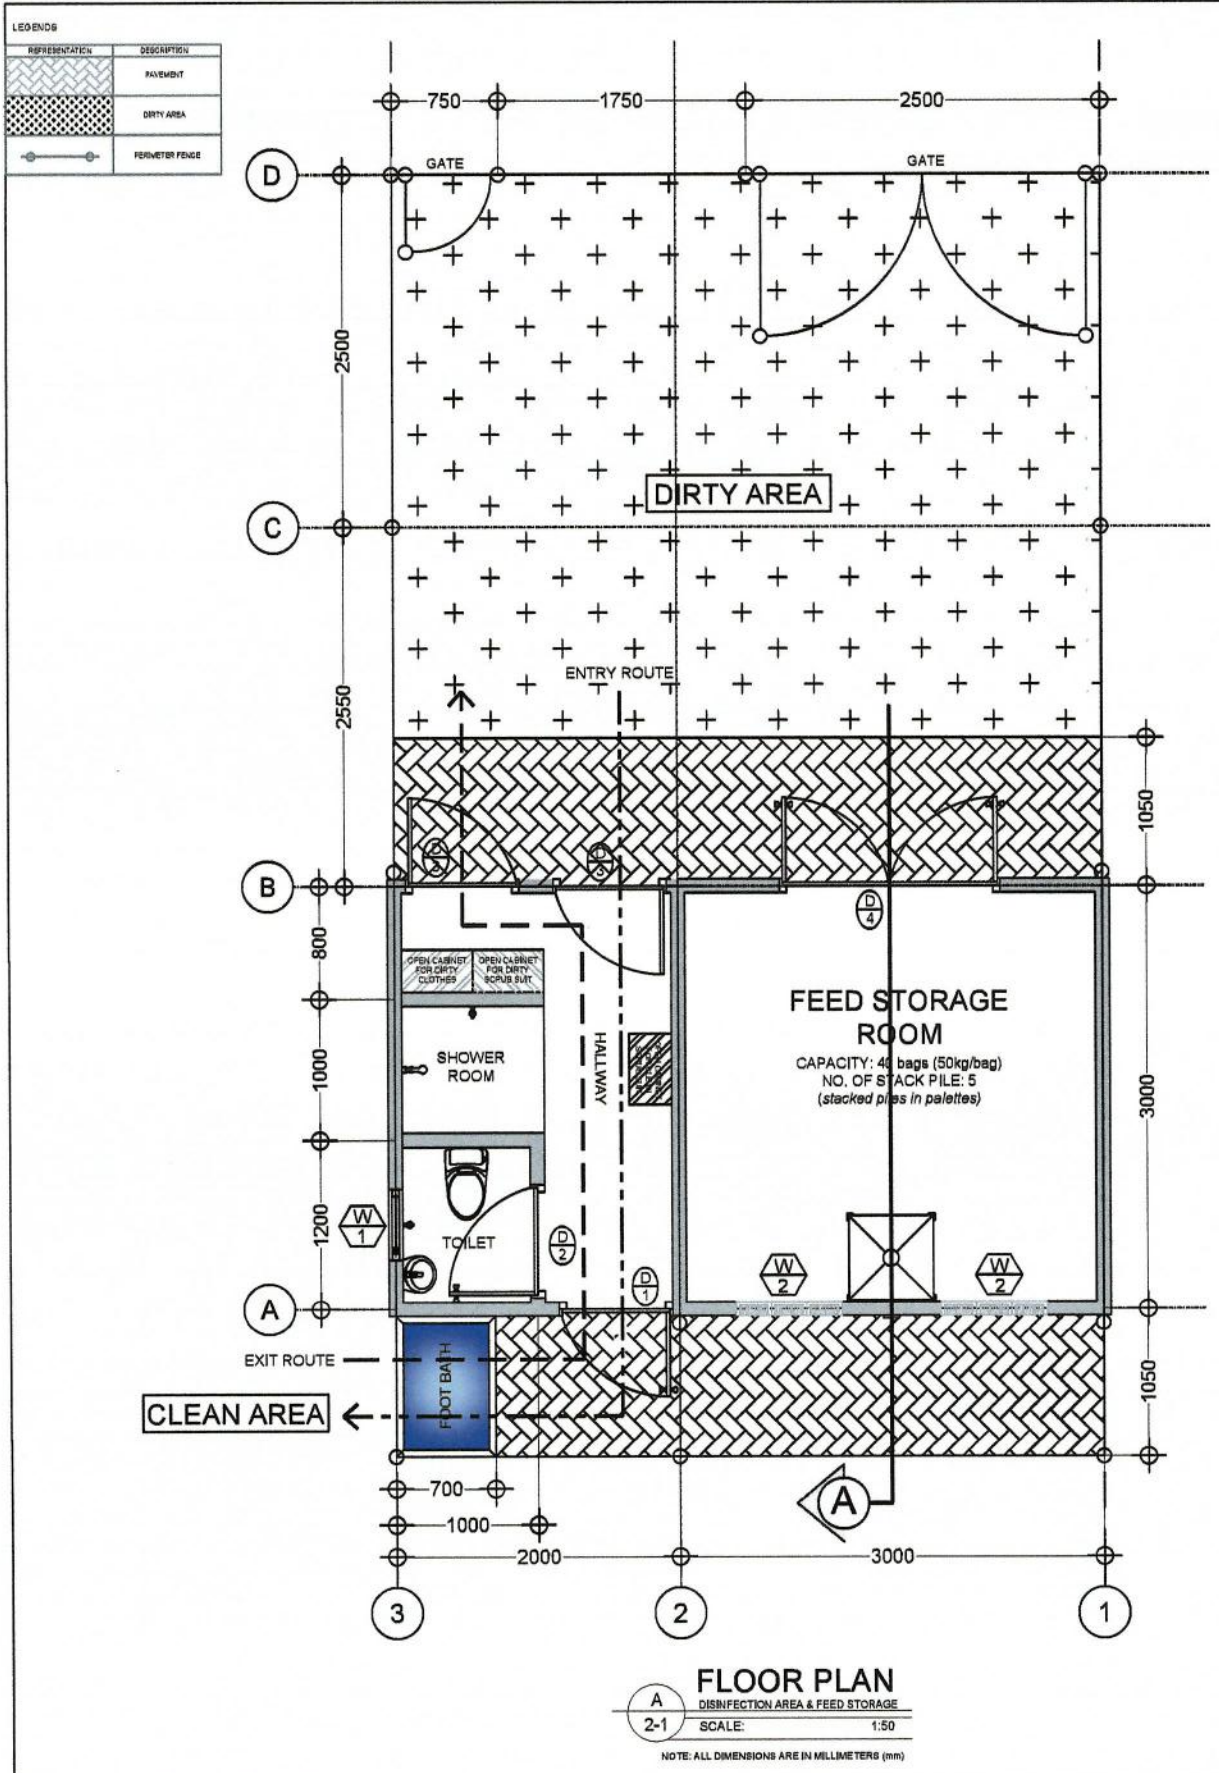 LEGENDS
REPRESENTATION
DESCRIPTION
PAVEMENT
DIRTY AREA
PERIMETER FENCE
750
1750
2500
GATE
GATE
D
2500
DIRTY AREA
C
2550
ENTRY ROUTE
1050
D
3
B
D
4
800
OPEN CABINET
FOR DIRTY
CLOTHES
OPEN CABINET
FOR DIRTY
SCRUB SUIT
FEED STORAGE
ROOM
CAPACITY: 40 bags (50kg/bag)
NO. OF STACK PILE: 5
(stacked piles in palettes)
1000
SHOWER
ROOM
HALLWAY
3000
1200
W
1
TOILET
D
2
D
1
W
2
W
2
A
EXIT ROUTE
FOOT BATH
CLEAN AREA
1050
A
700
1000
2000
3000
3
2
1
FLOOR PLAN
A
2-1
DISINFECTION AREA & FEED STORAGE
SCALE: 1:50
NOTE: ALL DIMENSIONS ARE IN MILLIMETERS (mm)